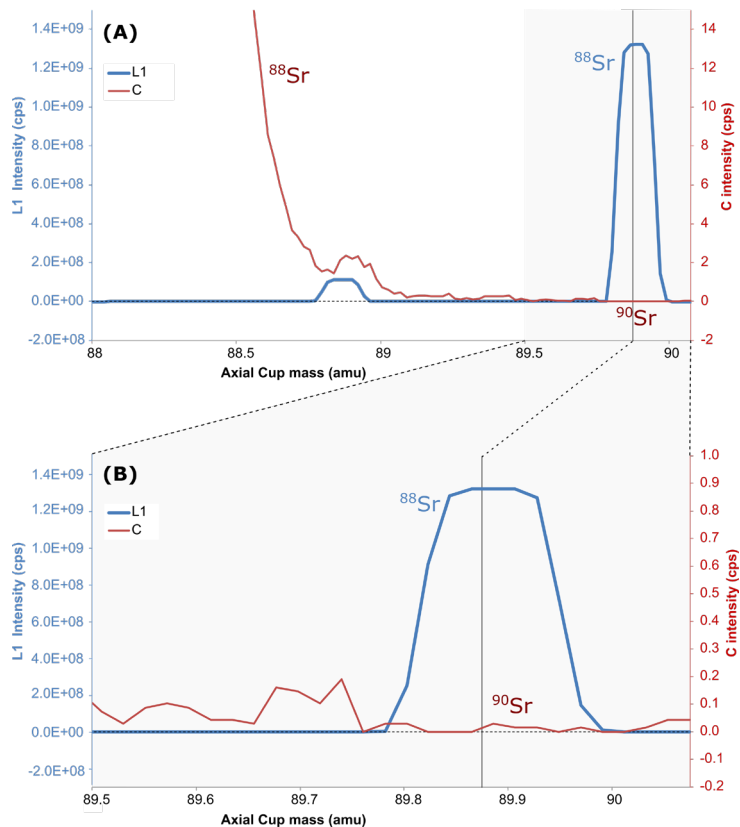 (A)
L1
C
88Sr
88Sr
90Sr
L1 Intensity (cps)
1.4E+09
1.2E+09
1.0E+09
8.0E+08
6.0E+08
4.0E+08
2.0E+08
0.0E+00
-2.0E+08
C intensity (cps)
14
12
10
8
6
4
2
0
-2
88
88.5
89
89.5
90
Axial Cup mass (amu)
(B)
L1
C
88Sr
90Sr
L1 Intensity (cps)
1.4E+09
1.2E+09
1.0E+09
8.0E+08
6.0E+08
4.0E+08
2.0E+08
0.0E+00
-2.0E+08
C intensity (cps)
1.0
0.9
0.8
0.7
0.6
0.5
0.4
0.3
0.2
0.1
0.0
-0.1
-0.2
89.5
89.6
89.7
89.8
89.9
90
Axial Cup mass (amu)